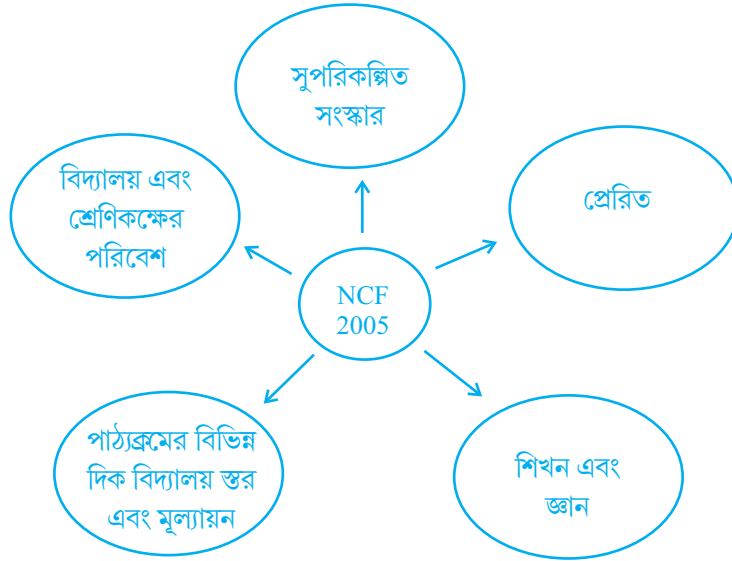 সুপরিকল্পিত
সংস্কার
বিদ্যালয় এবং
শ্রেণিকক্ষের
পরিবেশ
প্রেরিত
NCF
2005
পাঠ্যক্রমের বিভিন্ন
দিক বিদ্যালয় স্তর
এবং মূল্যায়ন
শিখন এবং
জ্ঞান